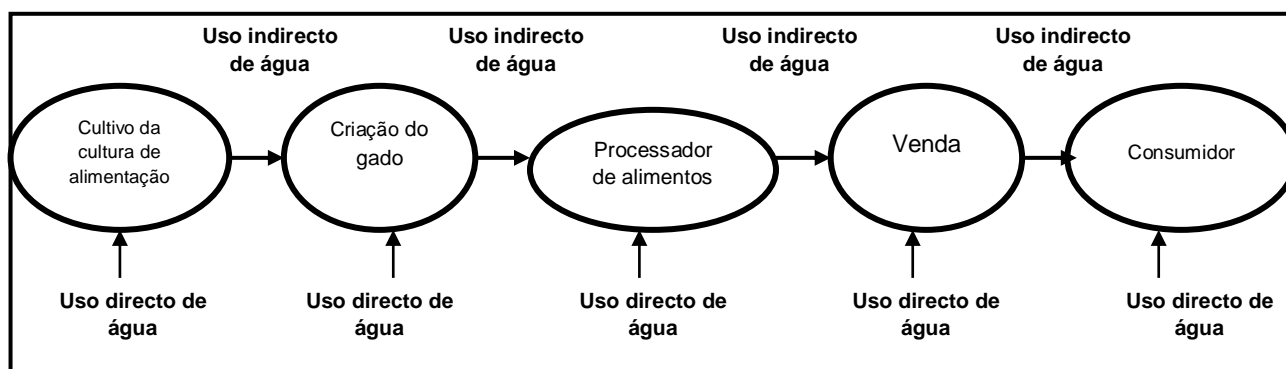 Uso indirecto
de água
Uso indirecto
de água
Uso indirecto
de água
Uso indirecto
de água
Cultivo da
cultura de
alimentação
Criação do
gado
Processador
de alimentos
Venda
Consumidor
Uso directo de
água
Uso directo de
água
Uso directo de
água
Uso directo de
água
Uso directo de
água